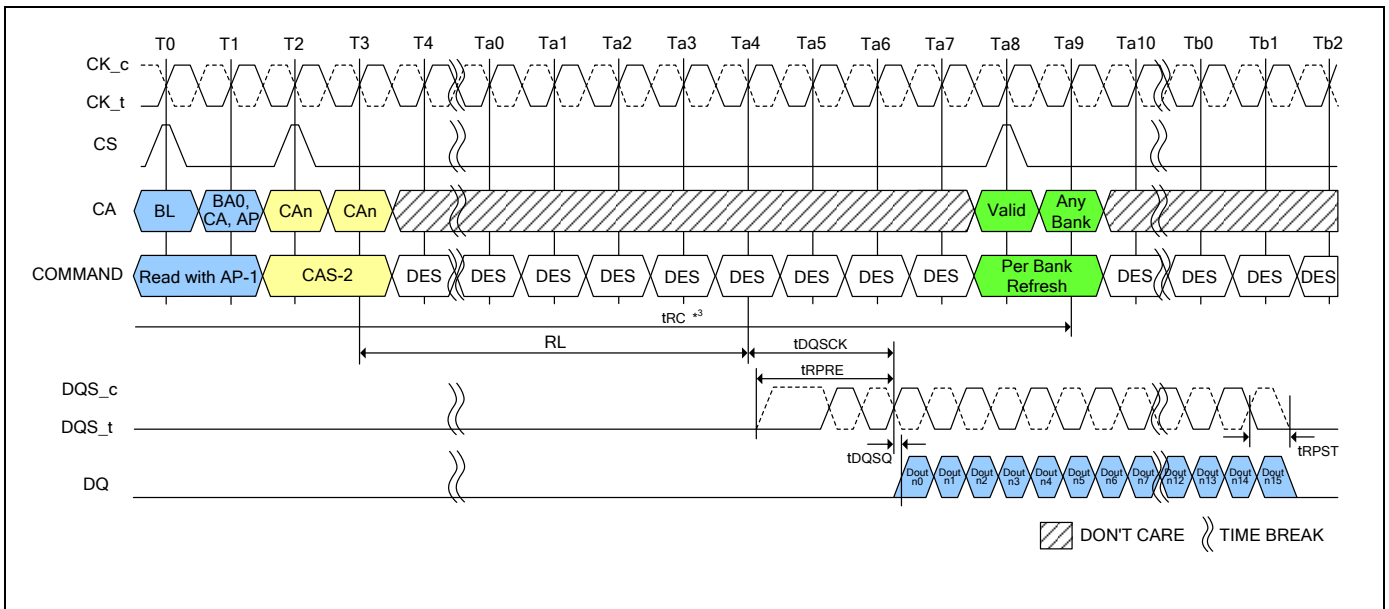 T0 T1 T2 T3 T4 Ta0 Ta1 Ta2 Ta3 Ta4 Ta5 Ta6 Ta7 Ta8 Ta9 Ta10 Tb0 Tb1 Tb2
CK_c
CK_t
CS
CA BL BA0, CA, AP CAn CAn Valid Any Bank
COMMAND Read with AP-1 CAS-2 DES DES DES DES DES DES DES DES DES Per Bank Refresh DES DES DES DES
tRC *3
RL tDQSCK
tRPRE
DQS_c
DQS_t
tDQSQ tRPST
DQ Dout n0 Dout n1 Dout n2 Dout n3 Dout n4 Dout n5 Dout n6 Dout n7 Dout n12 Dout n13 Dout n14 Dout n15
DON'T CARE TIME BREAK